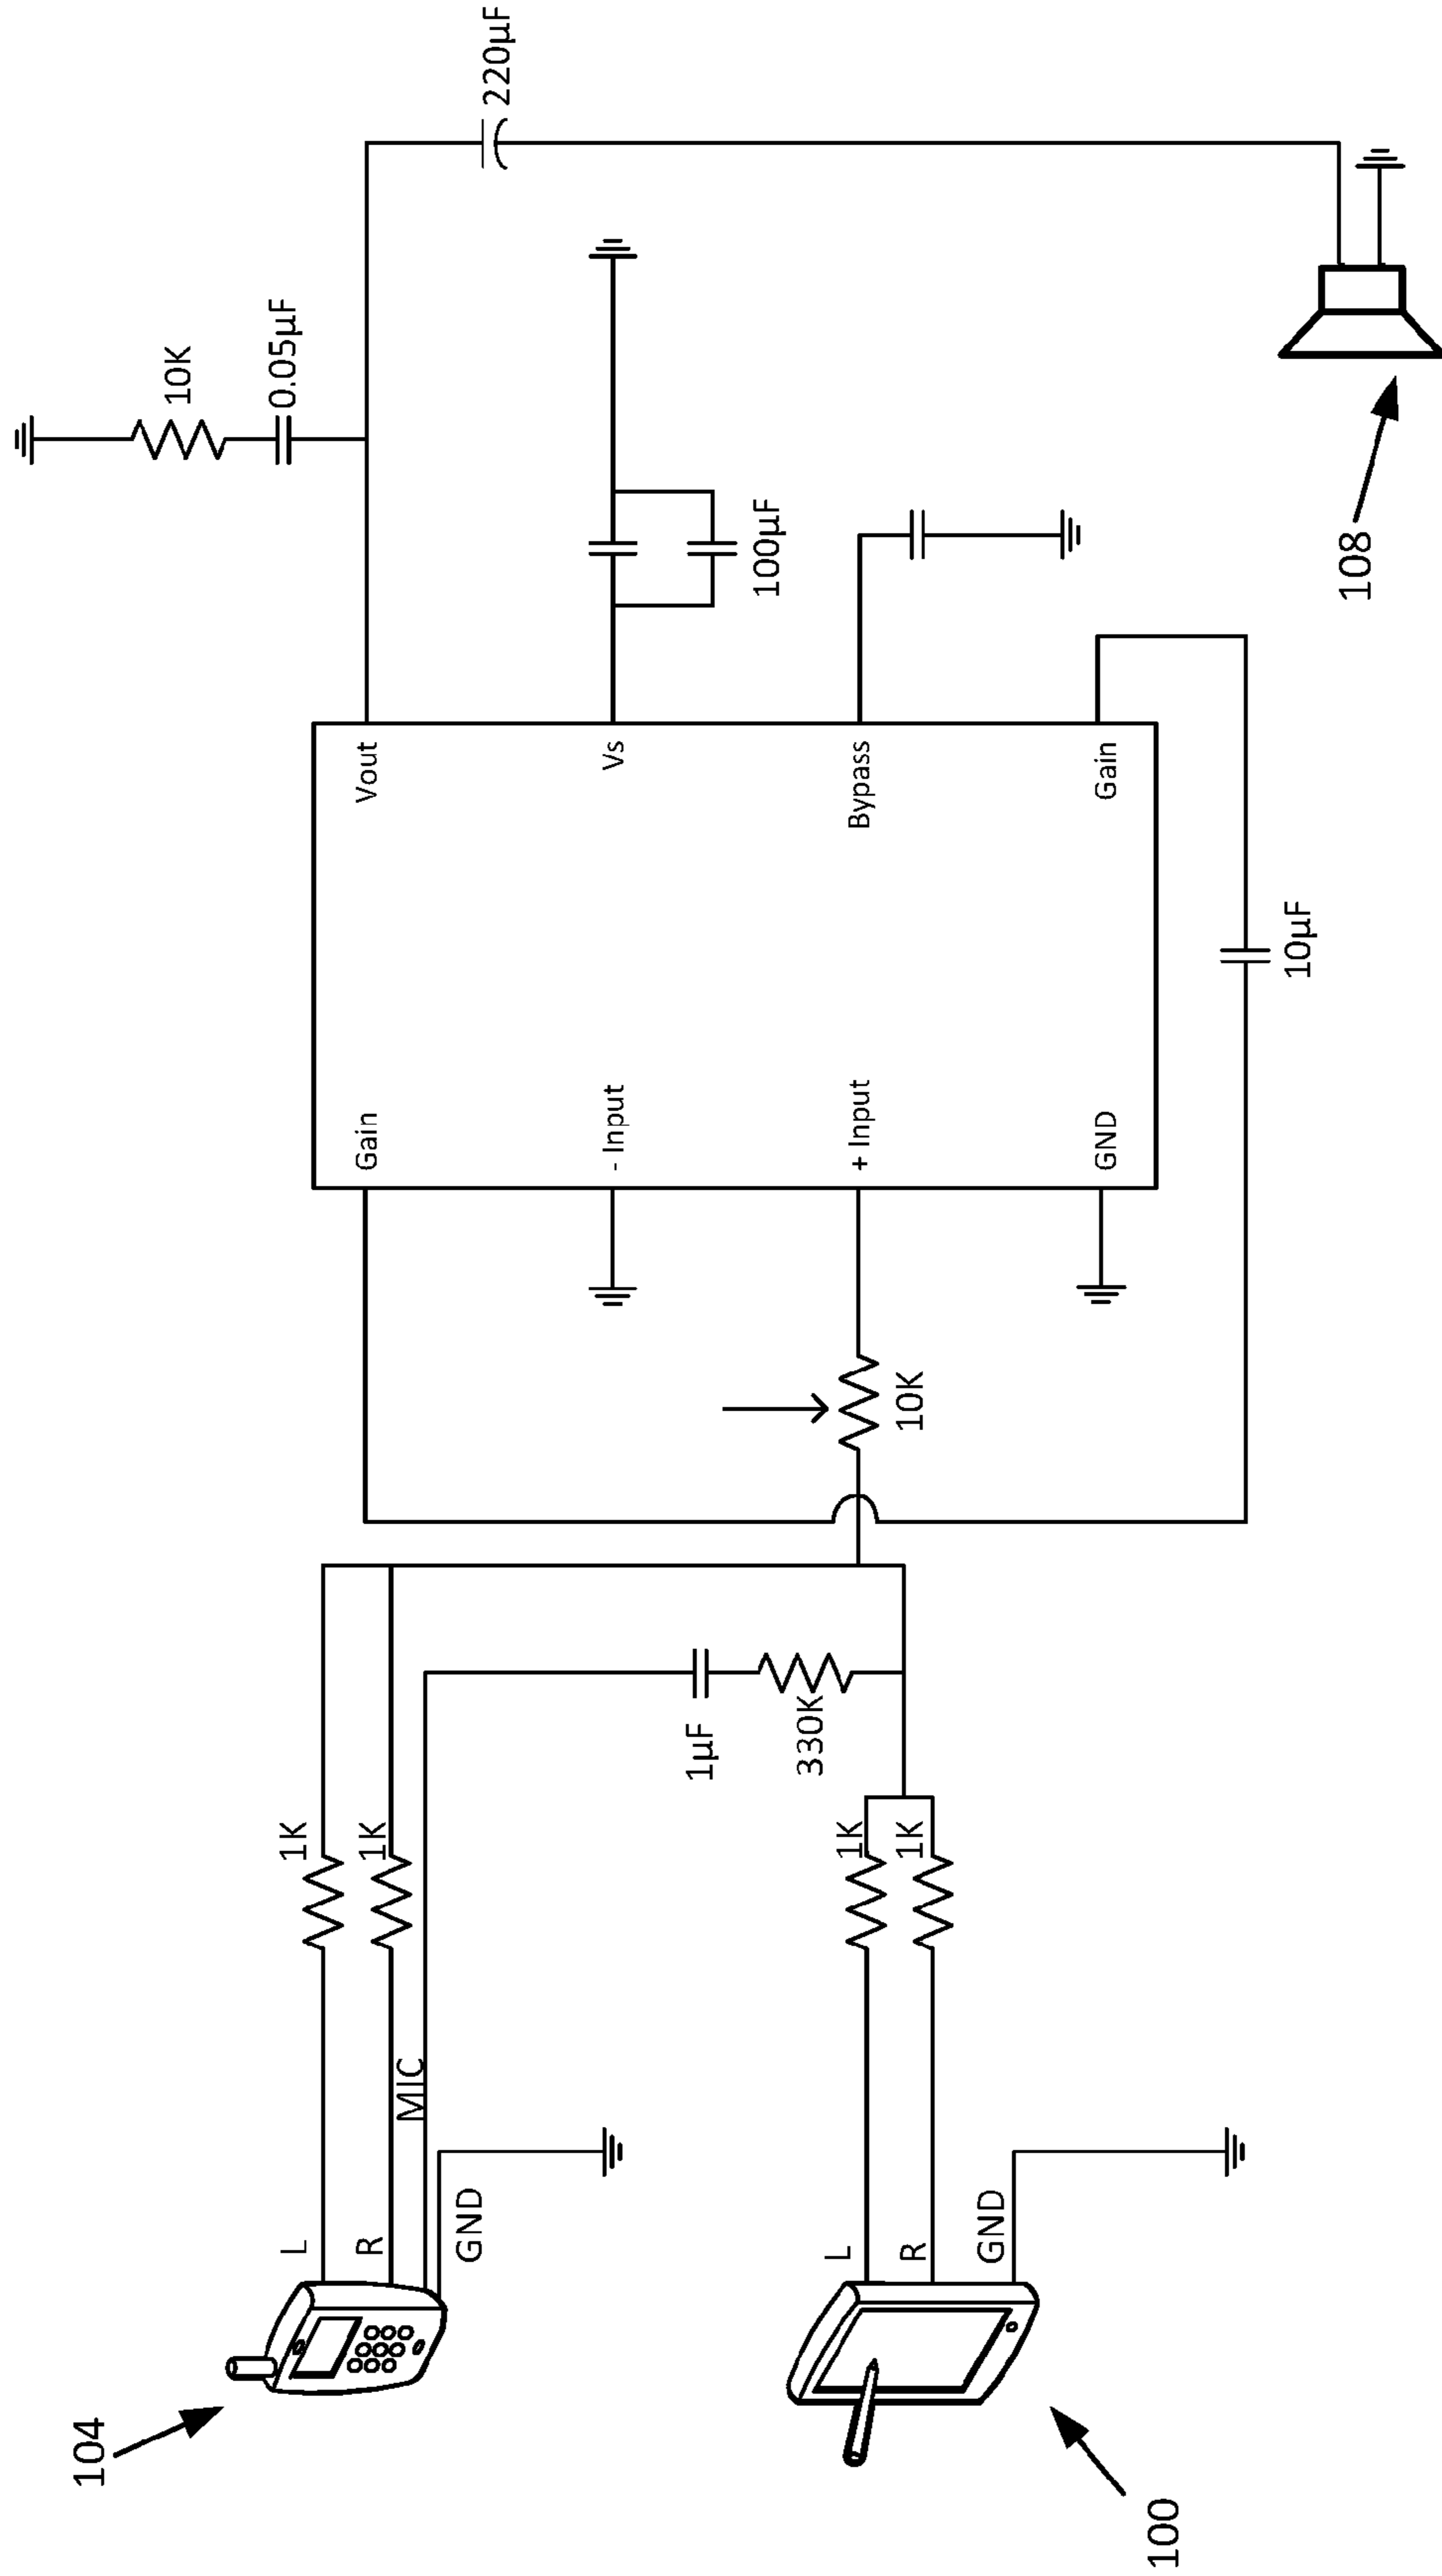 104
10K
0.05µF
L
1K
Gain
Vout
R
1K
MIC
GND
220µF
- Input
Vs
1µF
100µF
330K
L
1K
+ Input
Bypass
R
1K
10K
GND
GND
Gain
100
10µF
108